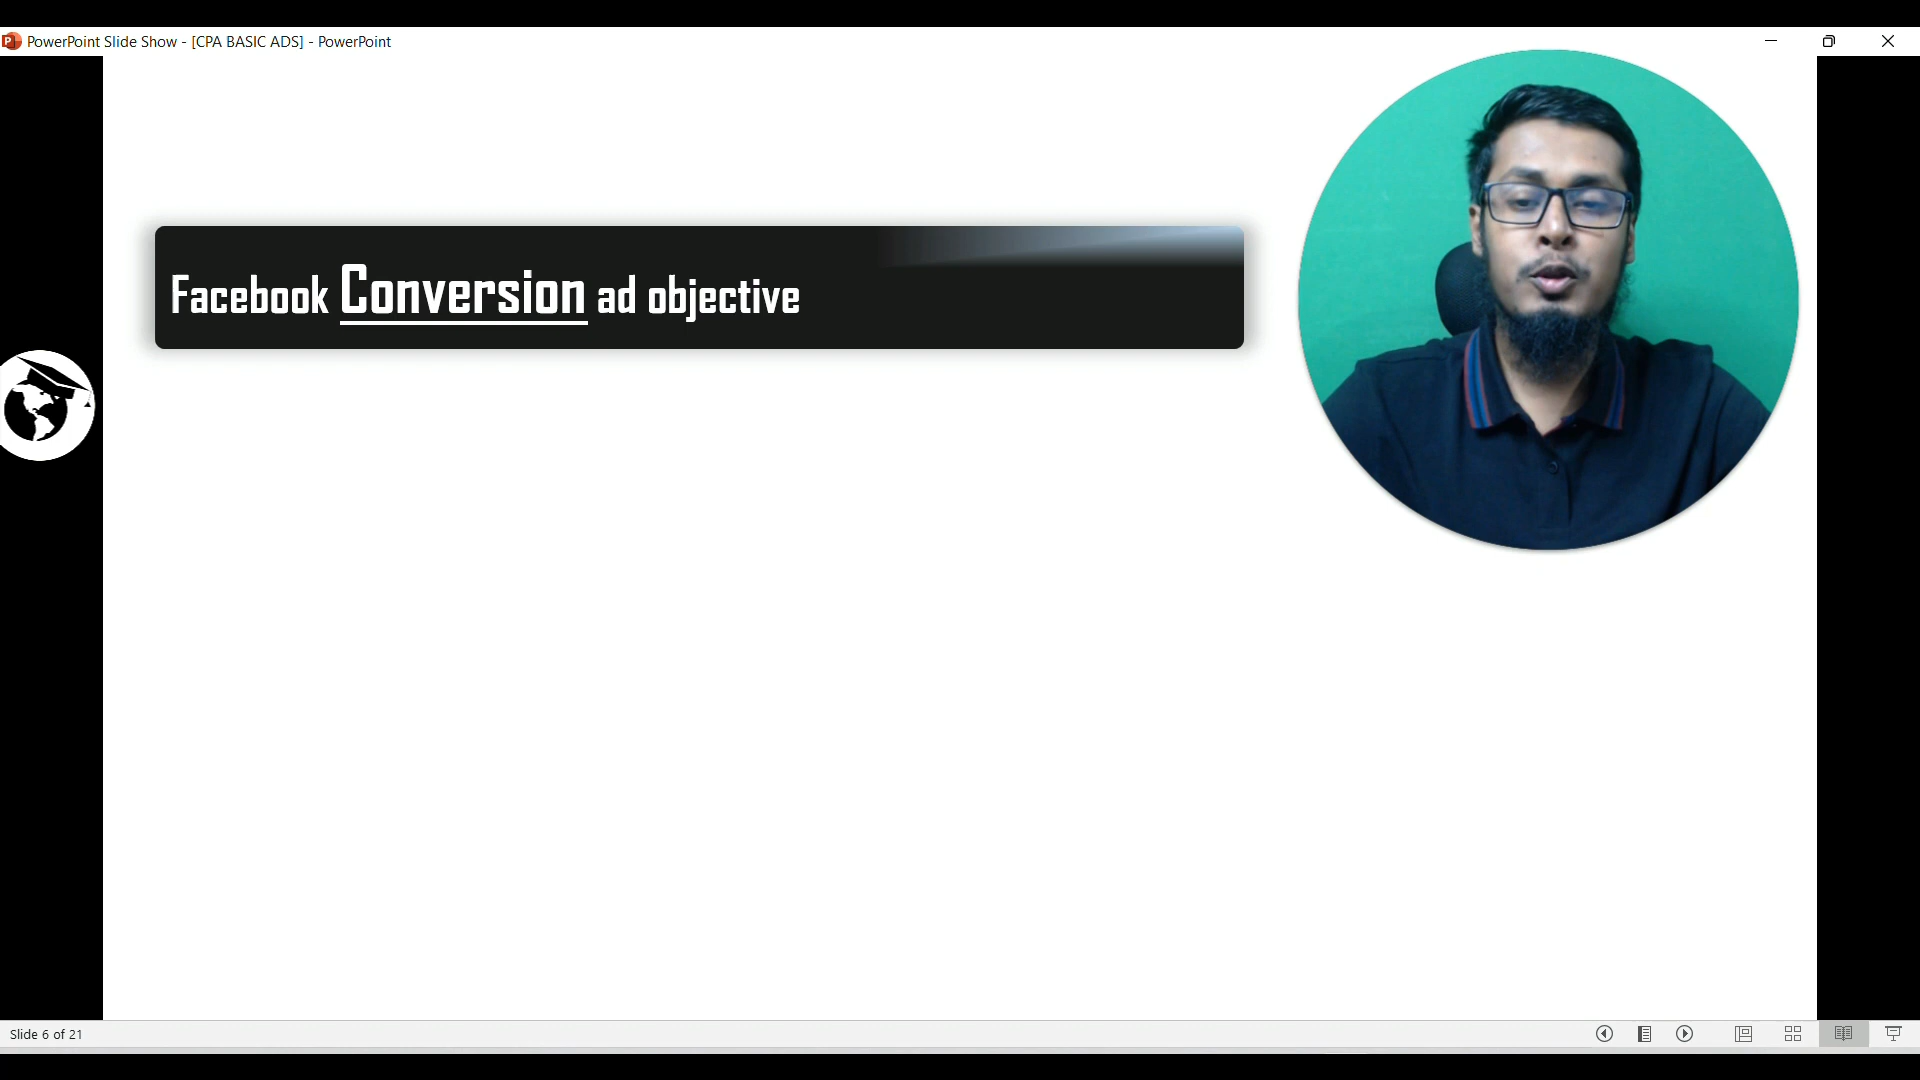 PowerPoint Slide Show - [CPA BASIC ADS] - PowerPoint
Facebook Conversion ad objective
Slide 6 of 21